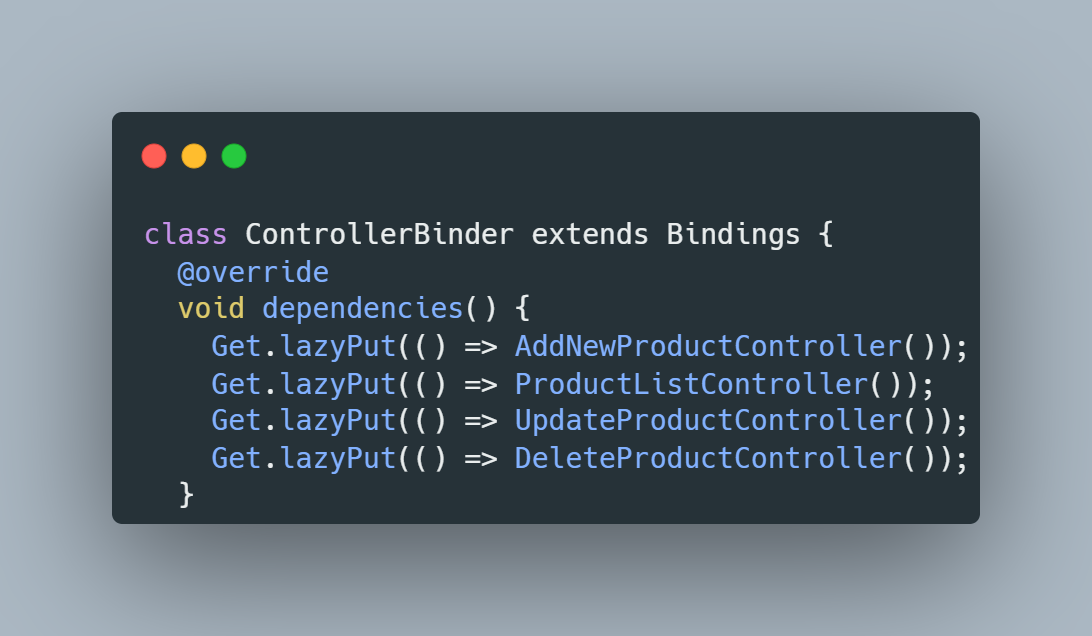 class ControllerBinder extends Bindings {
  @override
  void dependencies() {
    Get.lazyPut(() => AddNewProductController());
    Get.lazyPut(() => ProductListController());
    Get.lazyPut(() => UpdateProductController());
    Get.lazyPut(() => DeleteProductController());
  }